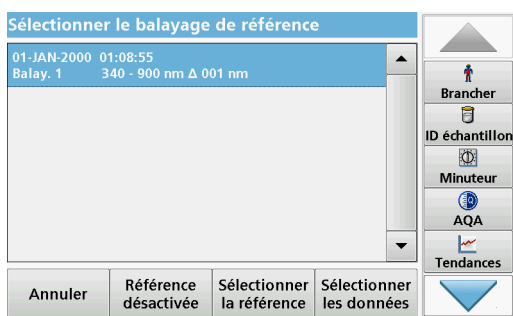 Sélectionner le balayage de référence
01-JAN-2000 01:08:55
Balay. 1 340 - 900 nm Δ 001 nm
Brancher
ID échantillon
Minuteur
AQA
Tendances
Annuler
Référence
désactivée
Sélectionner
la référence
Sélectionner
les données